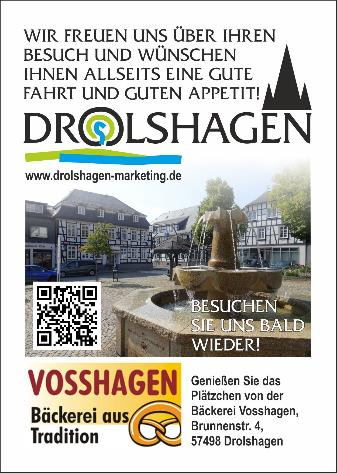 WIR FREUEN UNS ÜBER IHREN
BESUCH UND WÜNSCHEN
IHNEN ALLSEITS EINE GUTE
FAHRT UND GUTEN APPETIT!
DROLSHAGEN
www.drolshagen-marketing.de
BESUCHEN
SIE UNS BALD
WIEDER!
VOSSHAGEN
Bäckerei aus
Tradition
Genießen Sie das
Plätzchen von der
Bäckerei Vosshagen,
Brunnenstr. 4,
57498 Drolshagen